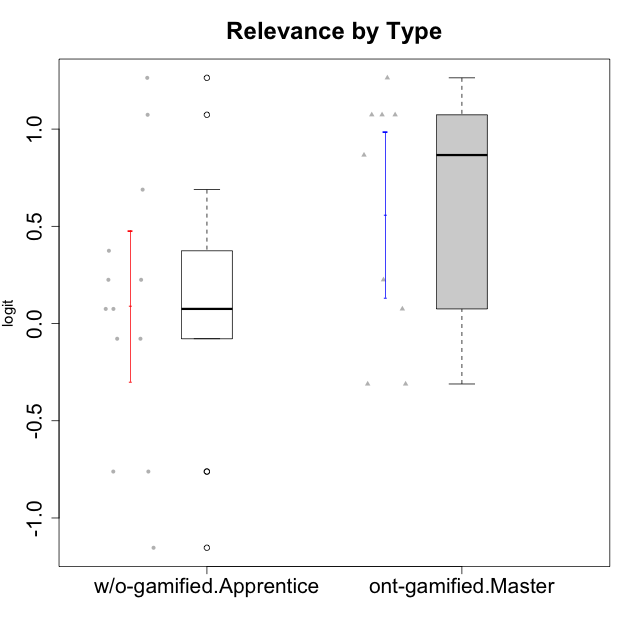 Relevance by Type
logit
1.0
0.5
0.0
-0.5
-1.0
w/o-gamified.Apprentice
ont-gamified.Master